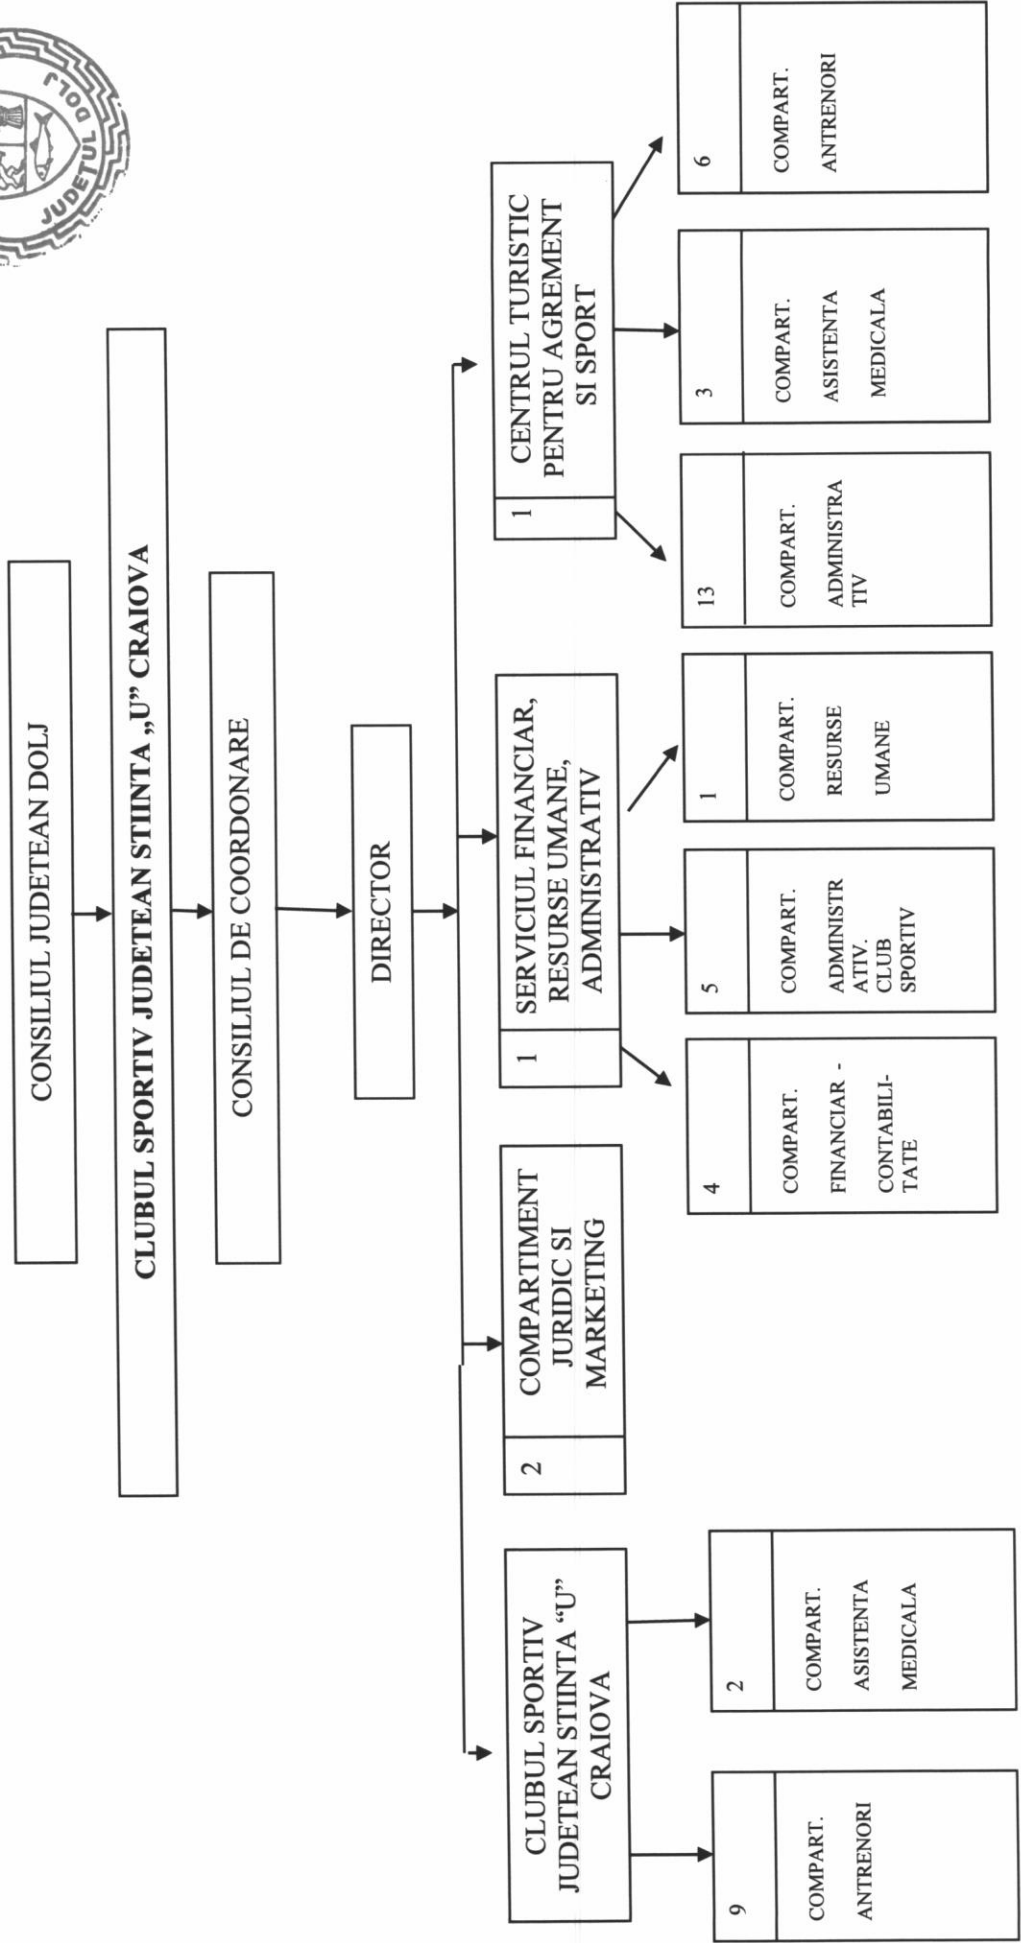 JUDETUL DOLJ
CONSILIUL JUDETEAN DOLJ
CLUBUL SPORTIV JUDETEAN STIINTA „U” CRAIOVA
CONSILIUL DE COORDONARE
DIRECTOR
CLUBUL SPORTIV
JUDETEAN STIINTA “U”
CRAIOVA
2
COMPARTIMENT
JURIDIC SI
MARKETING
1
SERVICIUL FINANCIAR,
RESURSE UMANE,
ADMINISTRATIV
1
CENTRUL TURISTIC
PENTRU AGREMENT
SI SPORT
9
COMPART.
ANTRENORI
2
COMPART.
ASISTENTA
MEDICALA
4
COMPART.
FINANCIAR -
CONTABILI-
TATE
5
COMPART.
ADMINISTR
ATIV.
CLUB
SPORTIV
1
COMPART.
RESURSE
UMANE
13
COMPART.
ADMINISTRA
TIV
3
COMPART.
ASISTENTA
MEDICALA
6
COMPART.
ANTRENORI